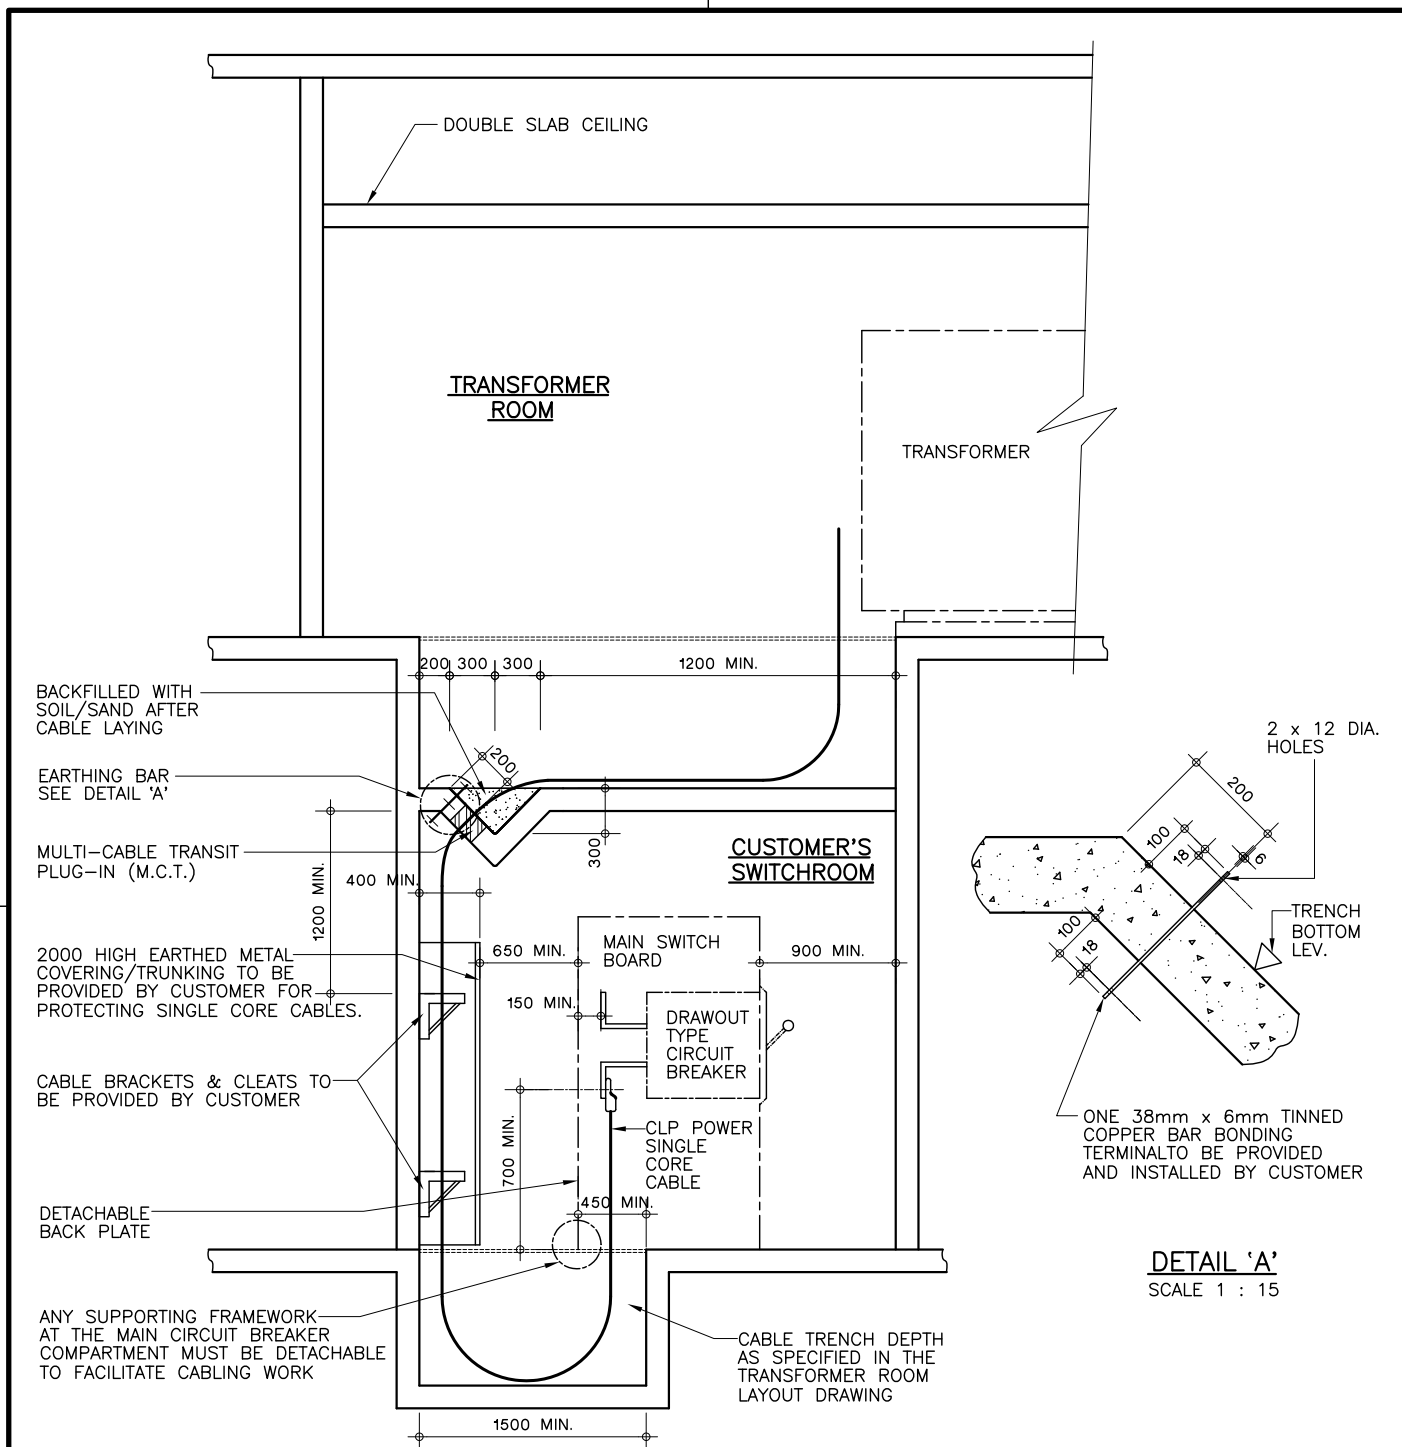 DOUBLE SLAB CEILING
TRANSFORMER
ROOM
TRANSFORMER
200
300
300
1200 MIN.
BACKFILLED WITH
SOIL/SAND AFTER
CABLE LAYING
EARTHING BAR
SEE DETAIL 'A'
200
MULTI-CABLE TRANSIT
PLUG-IN (M.C.T.)
300
CUSTOMER'S
SWITCHROOM
400 MIN.
1200 MIN.
2000 HIGH EARTHED METAL
COVERING/TRUNKING TO BE
PROVIDED BY CUSTOMER FOR
PROTECTING SINGLE CORE CABLES.
650 MIN.
MAIN SWITCH
BOARD
900 MIN.
150 MIN.
DRAWOUT
TYPE
CIRCUIT
BREAKER
CABLE BRACKETS & CLEATS TO
BE PROVIDED BY CUSTOMER
700 MIN.
CLP POWER
SINGLE
CORE
CABLE
450 MIN.
DETACHABLE
BACK PLATE
ANY SUPPORTING FRAMEWORK
AT THE MAIN CIRCUIT BREAKER
COMPARTMENT MUST BE DETACHABLE
TO FACILITATE CABLING WORK
CABLE TRENCH DEPTH
AS SPECIFIED IN THE
TRANSFORMER ROOM
LAYOUT DRAWING
1500 MIN.
2 x 12 DIA.
HOLES
200
100
18
6
100
18
TRENCH
BOTTOM
LEV.
ONE 38mm x 6mm TINNED
COPPER BAR BONDING
TERMINALTO BE PROVIDED
AND INSTALLED BY CUSTOMER
DETAIL 'A'
SCALE 1 : 15